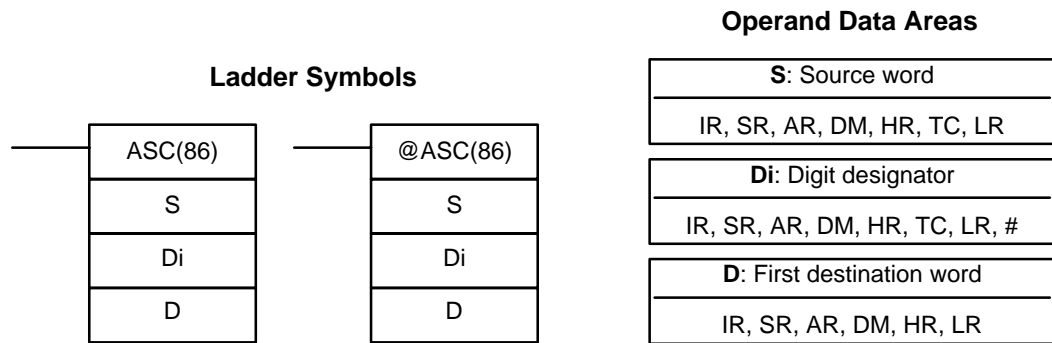 Operand Data Areas
Ladder Symbols
S: Source word
IR, SR, AR, DM, HR, TC, LR
ASC(86)
@ASC(86)
Di: Digit designator
S
S
IR, SR, AR, DM, HR, TC, LR, #
Di
Di
D: First destination word
D
D
IR, SR, AR, DM, HR, LR